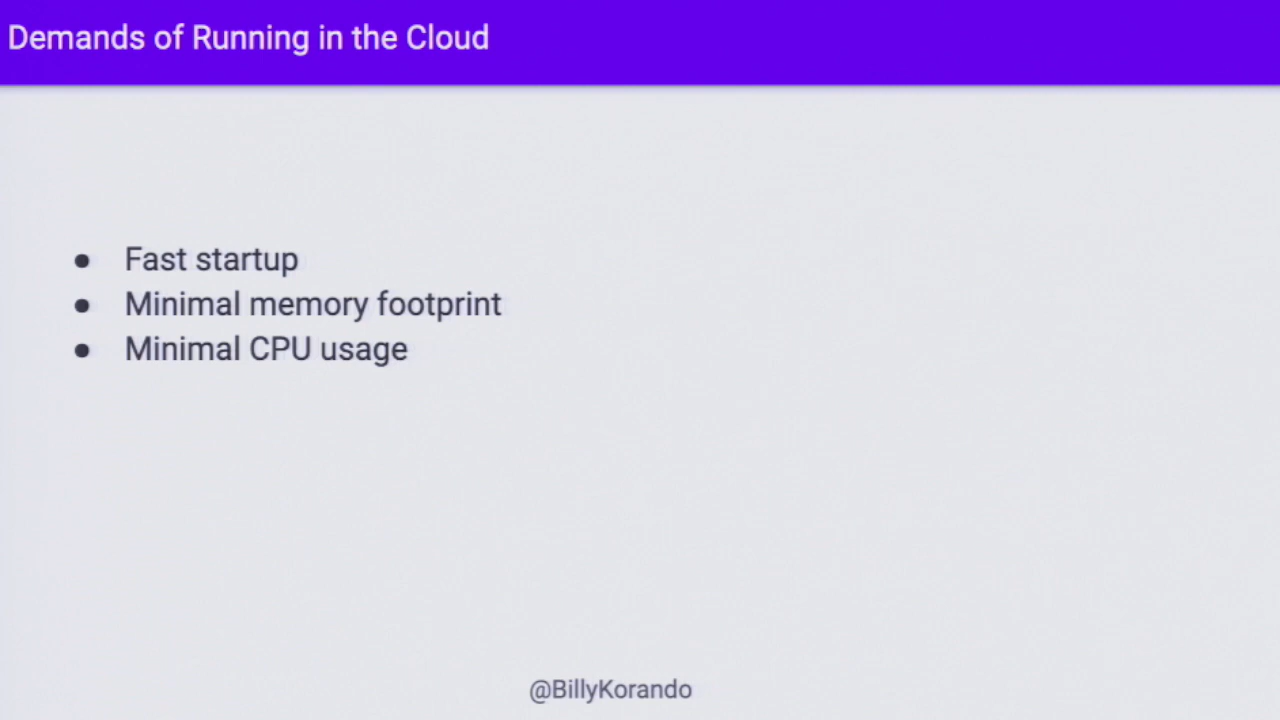 Demands of Running in the Cloud
● Fast startup
● Minimal memory footprint
● Minimal CPU usage
@BillyKorando